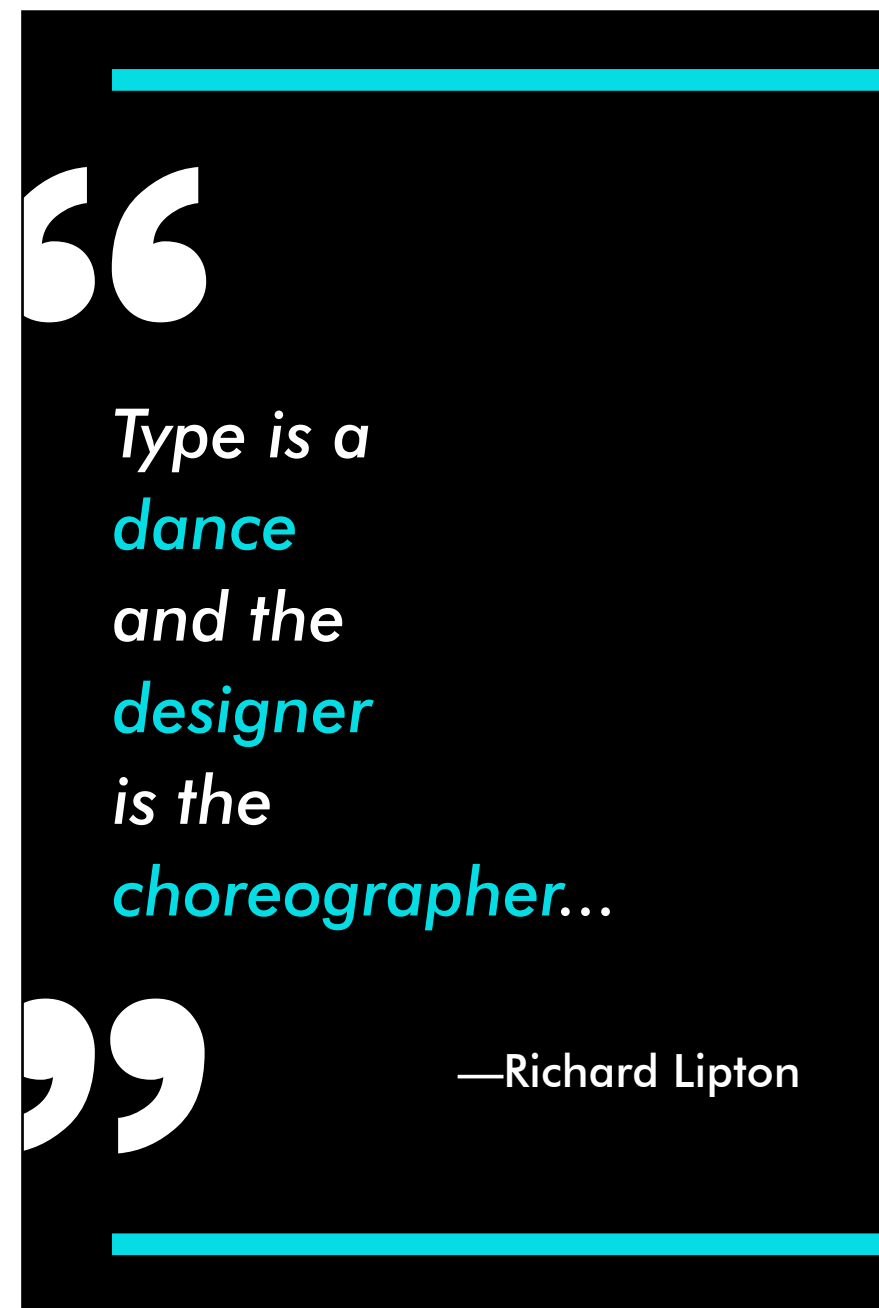 “
Type is a
dance
and the
designer
is the
choreographer...
”
—Richard Lipton